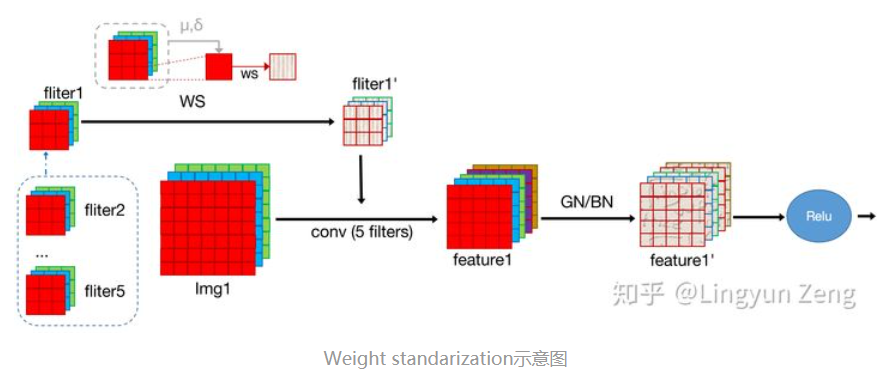 μ,δ
ws
WS
fliter1
fliter1'
fliter2
...
fliter5
Img1
conv (5 filters)
feature1
GN/BN
feature1'
Relu
知乎 @Lingyun Zeng
Weight standarization示意图